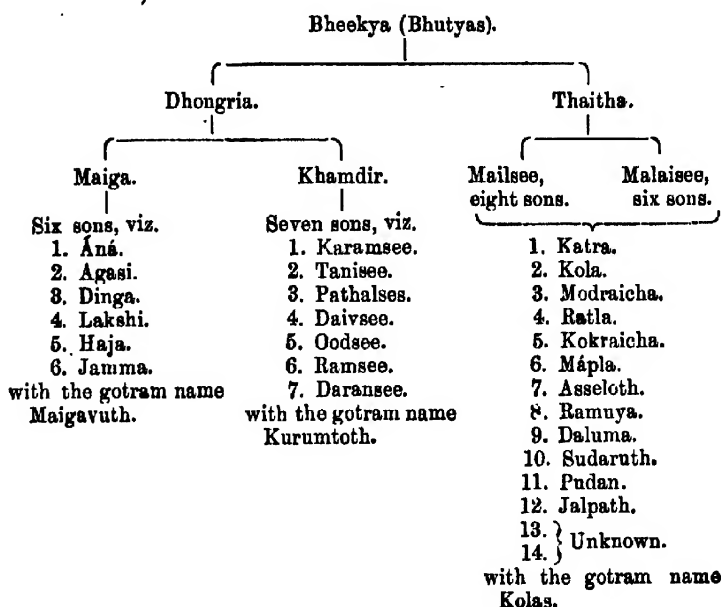 Bheekya (Bhutyas).
Dhongria.
Thaitha.
Maiga.
Khamdir.
Mailsee,
eight sons.
Malaisee,
six sons.
Six sons, viz.
1. Áná.
2. Agasi.
3. Dinga.
4. Lakshi.
5. Haja.
6. Jamma.
with the gotram name
Maigavuth.
Seven sons, viz.
1. Karamsee.
2. Tanisee.
3. Pathalses.
4. Daivsee.
5. Oodsee.
6. Ramsee.
7. Daransee.
with the gotram name
Kurumtoth.
1. Katra.
2. Kola.
3. Modraicha.
4. Ratla.
5. Kokraicha.
6. Mápla.
7. Asseloth.
8. Ramuya.
9. Daluma.
10. Sudaruth.
11. Pudan.
12. Jalpath.
13. } Unknown.
14.
with the gotram name
Kolas.